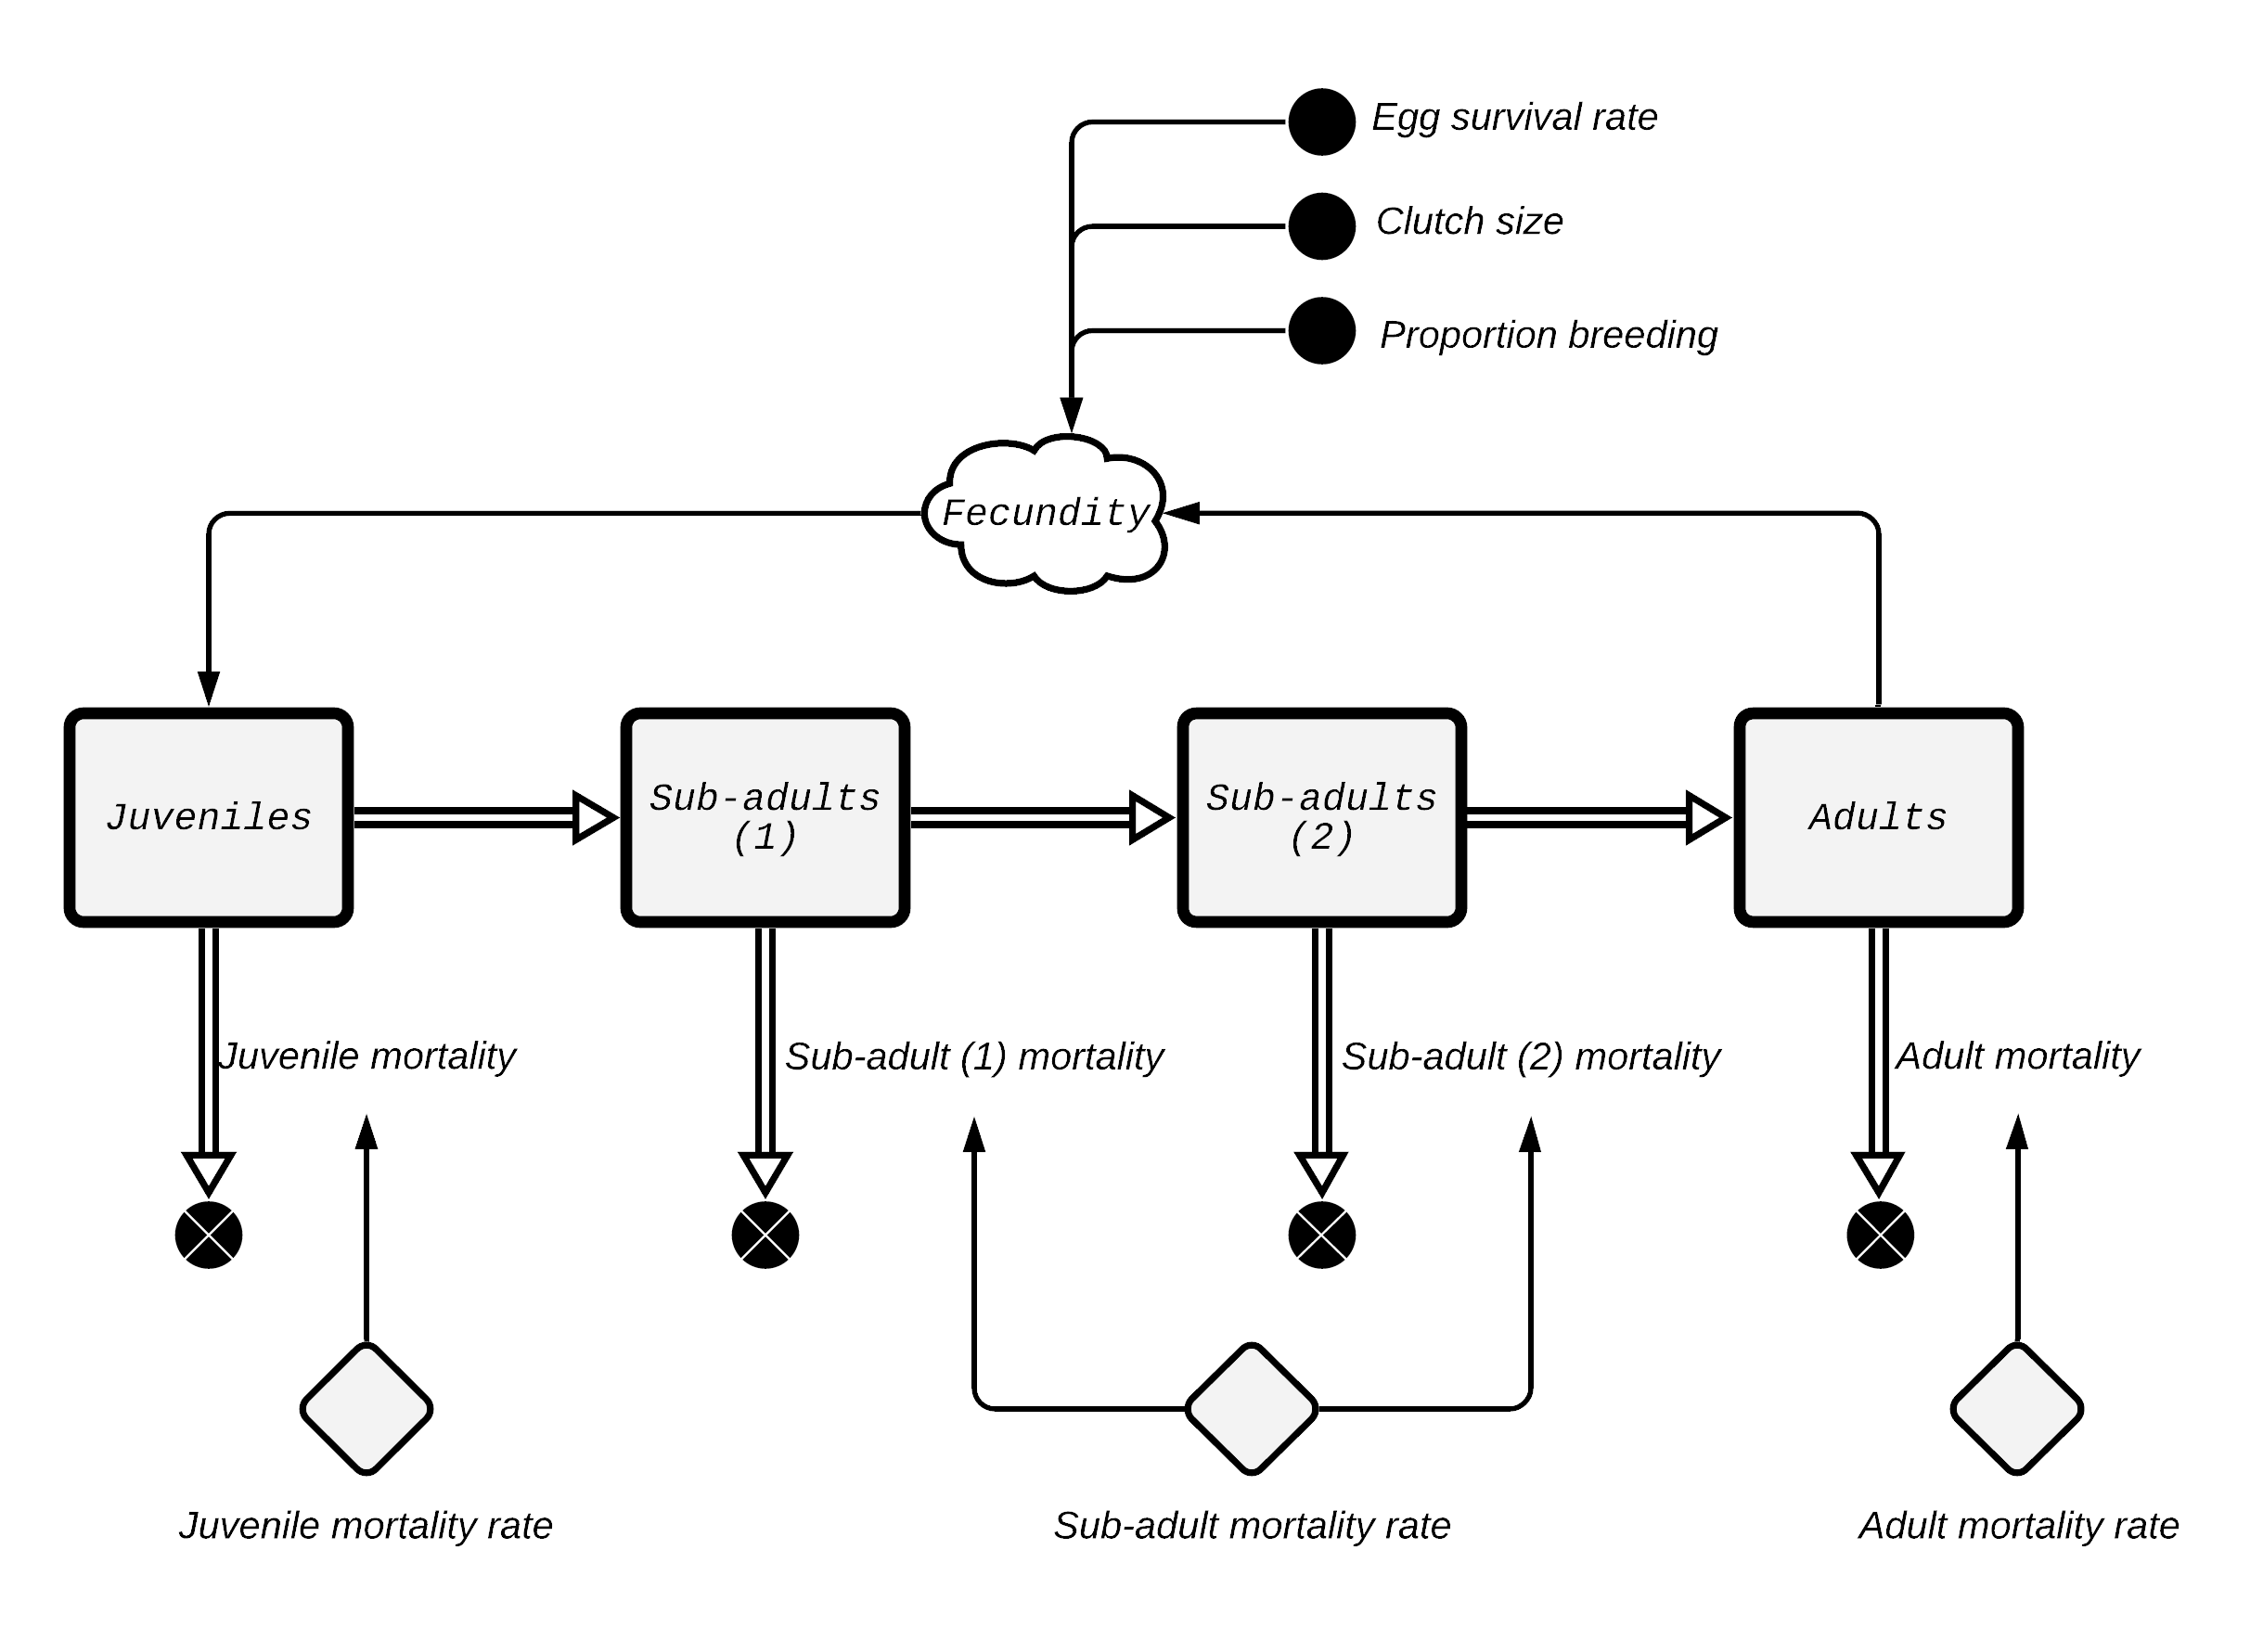 Egg survival rate
Clutch size
Proportion breeding
Fecundity
Juveniles
Sub-adults
(1)
Sub-adults
(2)
Adults
Juvenile mortality
Sub-adult (1) mortality
Sub-adult (2) mortality
Adult mortality
Juvenile mortality rate
Sub-adult mortality rate
Adult mortality rate